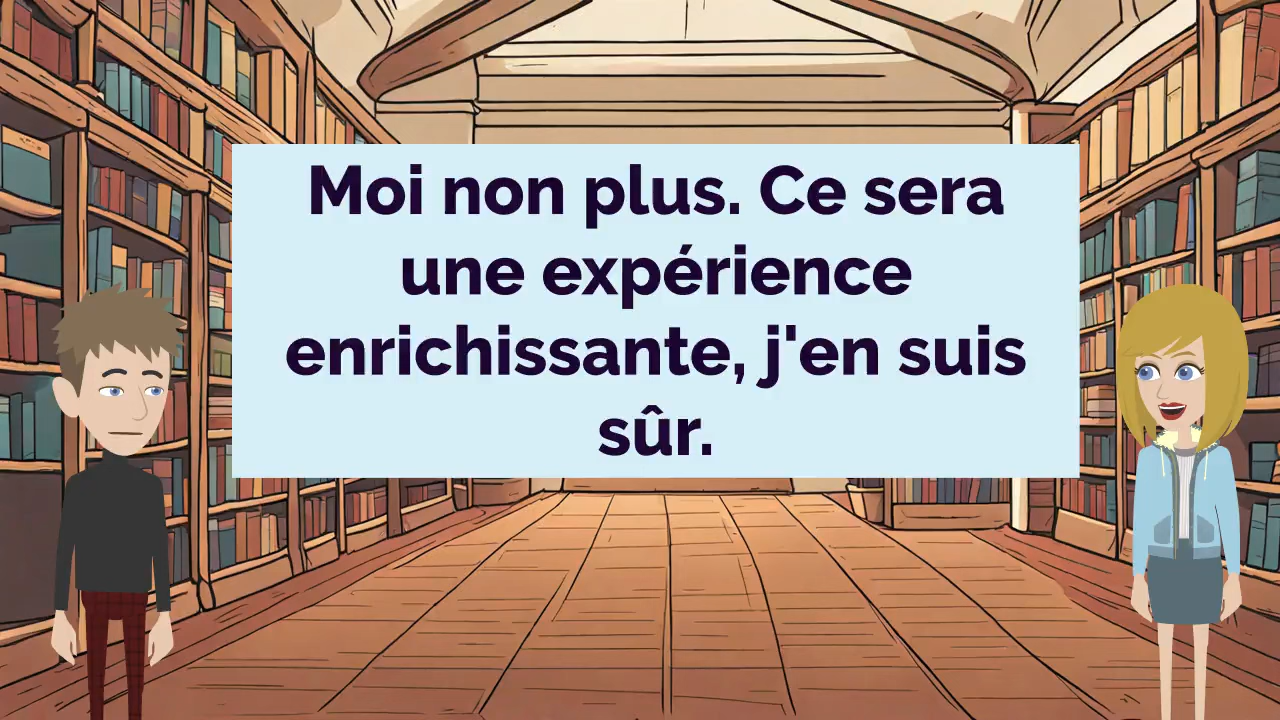 Moi non plus. Ce sera
une expérience
enrichissante, j'en suis
sûr.